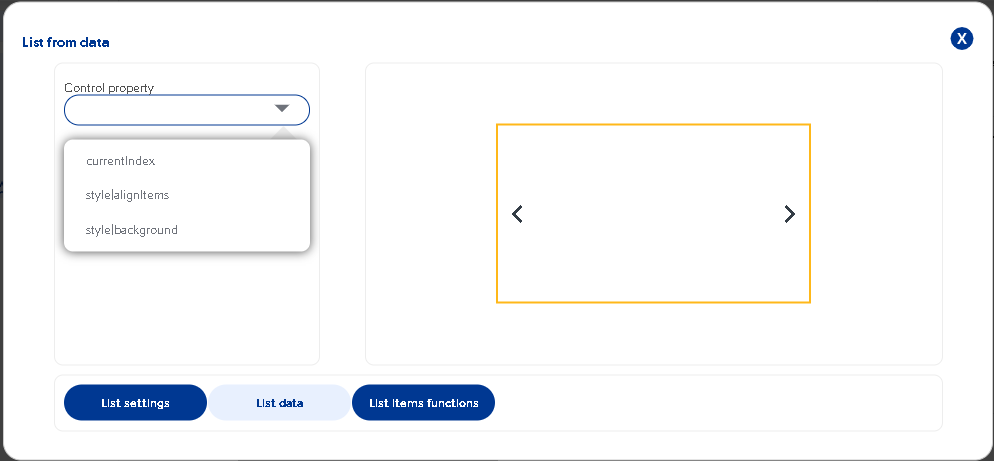 List from data
X
Control property
currentIndex
style|alignItems
style|background
List settings
List data
List items functions